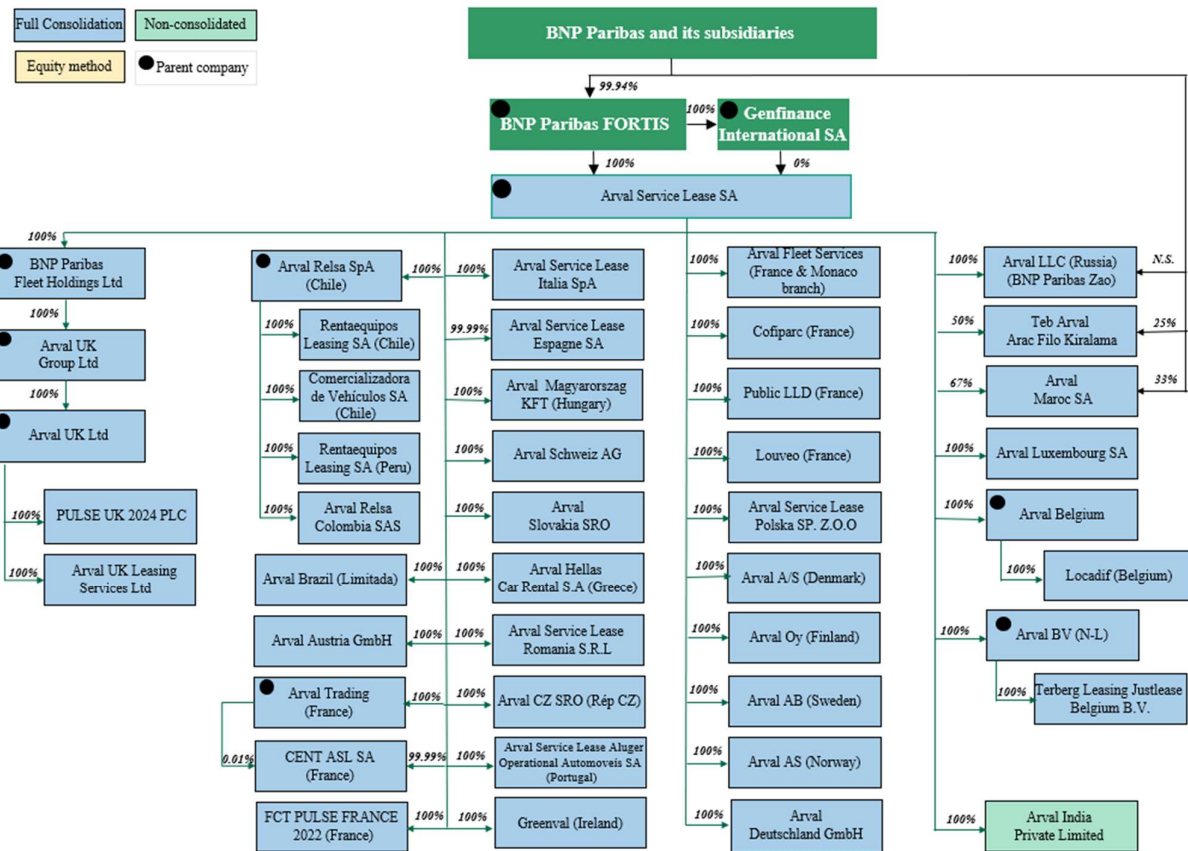 Full Consolidation
Non-consolidated
Equity method
Parent company
BNP Paribas and its subsidiaries
99.94%
BNP Paribas FORTIS
100%
Genfinance
International SA
100%
0%
Arval Service Lease SA
100%
BNP Paribas
Fleet Holdings Ltd
100%
Arval UK
Group Ltd
100%
Arval UK Ltd
100%
PULSE UK 2024 PLC
100%
Arval UK Leasing
Services Ltd
Arval Relsa SpA
(Chile)
100%
100%
Rentaequipos
Leasing SA (Chile)
100%
Comercializadora
de Vehículos SA
(Chile)
100%
Rentaequipos
Leasing SA (Peru)
100%
Arval Relsa
Colombia SAS
Arval Brazil (Limitada)
100%
Arval Austria GmbH
100%
Arval Trading
(France)
100%
0.01%
CENT ASL SA
(France)
99.99%
FCT PULSE FRANCE
2022 (France)
100%
100%
Arval Service Lease
Italia SpA
99.99%
Arval Service Lease
Espagne SA
100%
Arval Magyarorszag
KFT (Hungary)
100%
Arval Schweiz AG
100%
Arval
Slovakia SRO
100%
Arval Hellas
Car Rental S.A (Greece)
100%
Arval Service Lease
Romania S.R.L
100%
Arval CZ SRO (Rép CZ)
100%
Arval Service Lease Aluger
Operational Automoveis SA
(Portugal)
100%
Greenval (Ireland)
100%
Arval Fleet Services
(France & Monaco
branch)
100%
Cofiparc (France)
100%
Public LLD (France)
100%
Louveo (France)
100%
Arval Service Lease
Polska SP. Z.O.O
100%
Arval A/S (Denmark)
100%
Arval Oy (Finland)
100%
Arval AB (Sweden)
100%
Arval AS (Norway)
100%
Arval
Deutschland GmbH
100%
Arval LLC (Russia)
(BNP Paribas Zao)
N.S.
50%
Teb Arval
Arac Filo Kiralama
25%
67%
Arval
Maroc SA
33%
100%
Arval Luxembourg SA
100%
Arval Belgium
100%
Locadif (Belgium)
100%
Arval BV (N-L)
100%
Terberg Leasing Justlease
Belgium B.V.
100%
Arval India
Private Limited